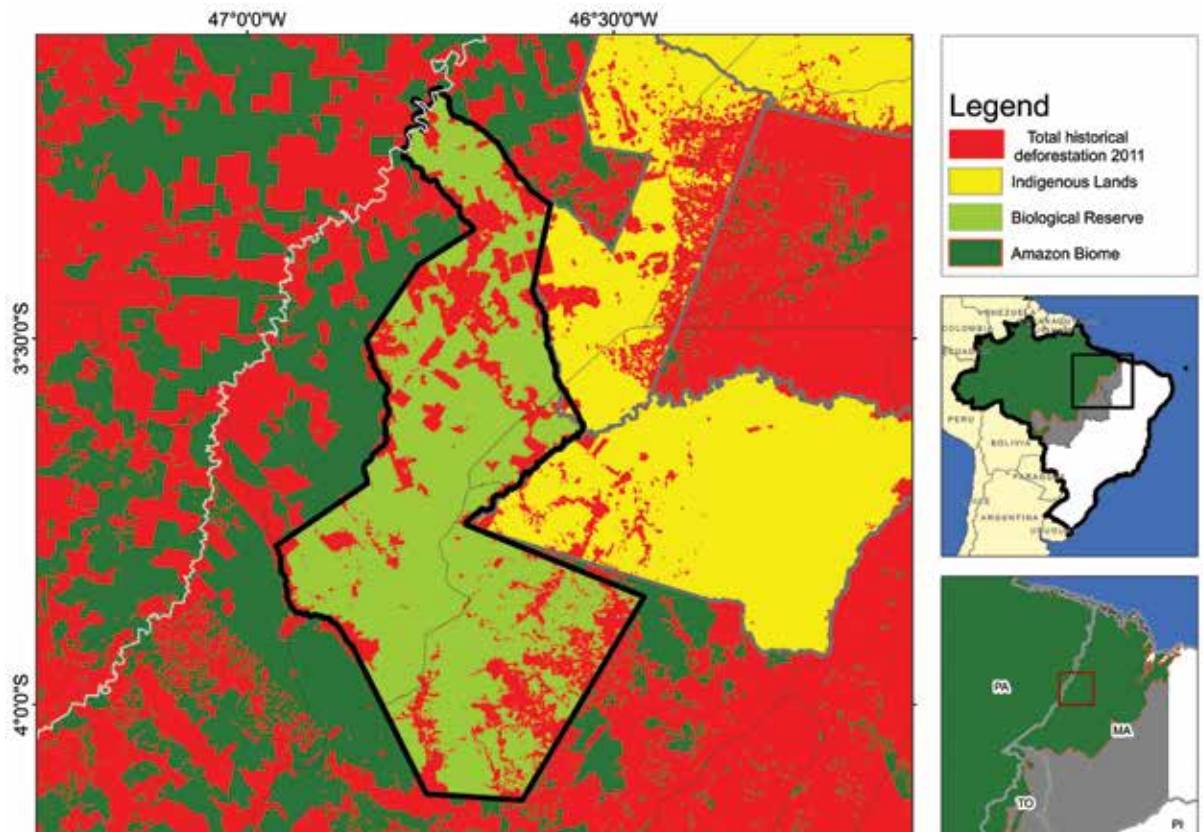 47°0'0"W
46°30'0"W
3°30'0"S
4°0'0"S
Legend
Total historical
deforestation 2011
Indigenous Lands
Biological Reserve
Amazon Biome
VENEZUELA
COLOMBIA
PERU
BOLIVIA
ARGENTINA
PA
MA
TO
PI